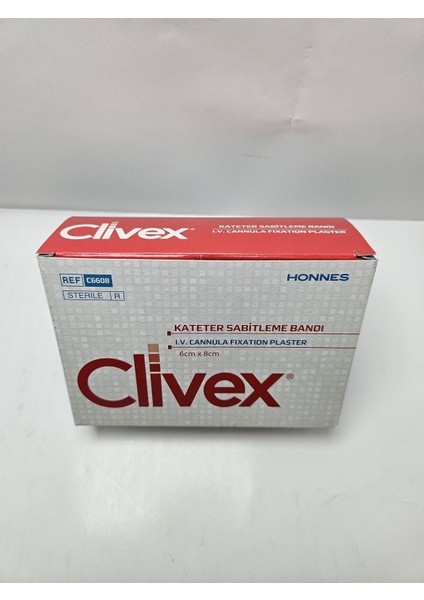 Clivex®
KATETER SABİTLEME BANDI
I.V. CANNULA FIXATION PLASTER
REF C6608
HONNES
STERILE R
KATETER SABİTLEME BANDI
I.V. CANNULA FIXATION PLASTER
6cm x 8cm
Clivex®